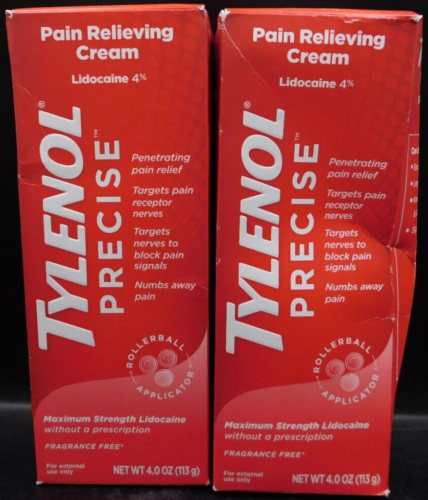 Pain Relieving
Cream
Lidocaine 4%
TYLENOL®
PRECISE™
Penetrating
pain relief
Targets pain
receptor
nerves
Targets
nerves to
block pain
signals
Numbs away
pain
ROLLERBALL
APPLICATOR
Maximum Strength Lidocaine
without a prescription
FRAGRANCE FREE*
For external
use only
NET WT 4.0 OZ (113 g)
Pain Relieving
Cream
Lidocaine 4%
TYLENOL®
PRECISE™
Penetrating
pain relief
Targets pain
receptor
nerves
Targets
nerves to
block pain
signals
Numbs away
pain
ROLLERBALL
APPLICATOR
Maximum Strength Lidocaine
without a prescription
FRAGRANCE FREE*
For external
use only
NET WT 4.0 OZ (113 g)